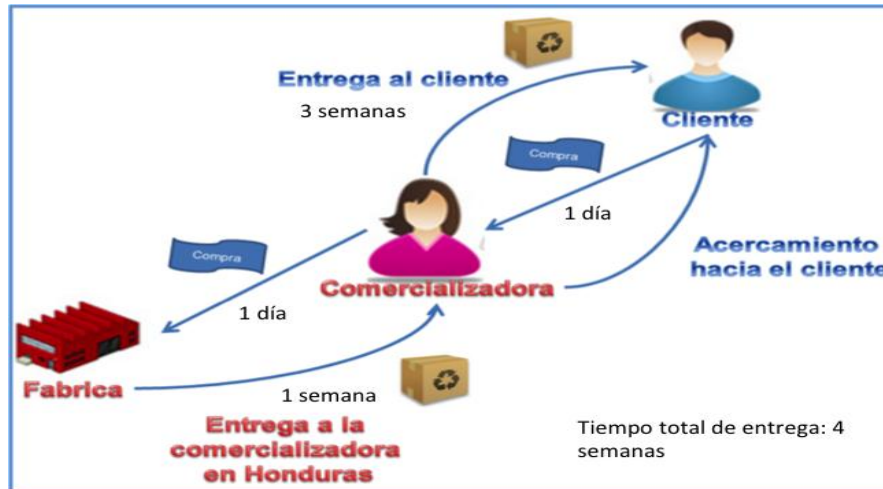 Entrega al cliente
3 semanas
Cliente
Compra
1 día
Acercamiento
hacia el cliente
Comercializadora
Compra
1 día
Fabrica
1 semana
Entrega a la
comercializadora
en Honduras
Tiempo total de entrega: 4
semanas